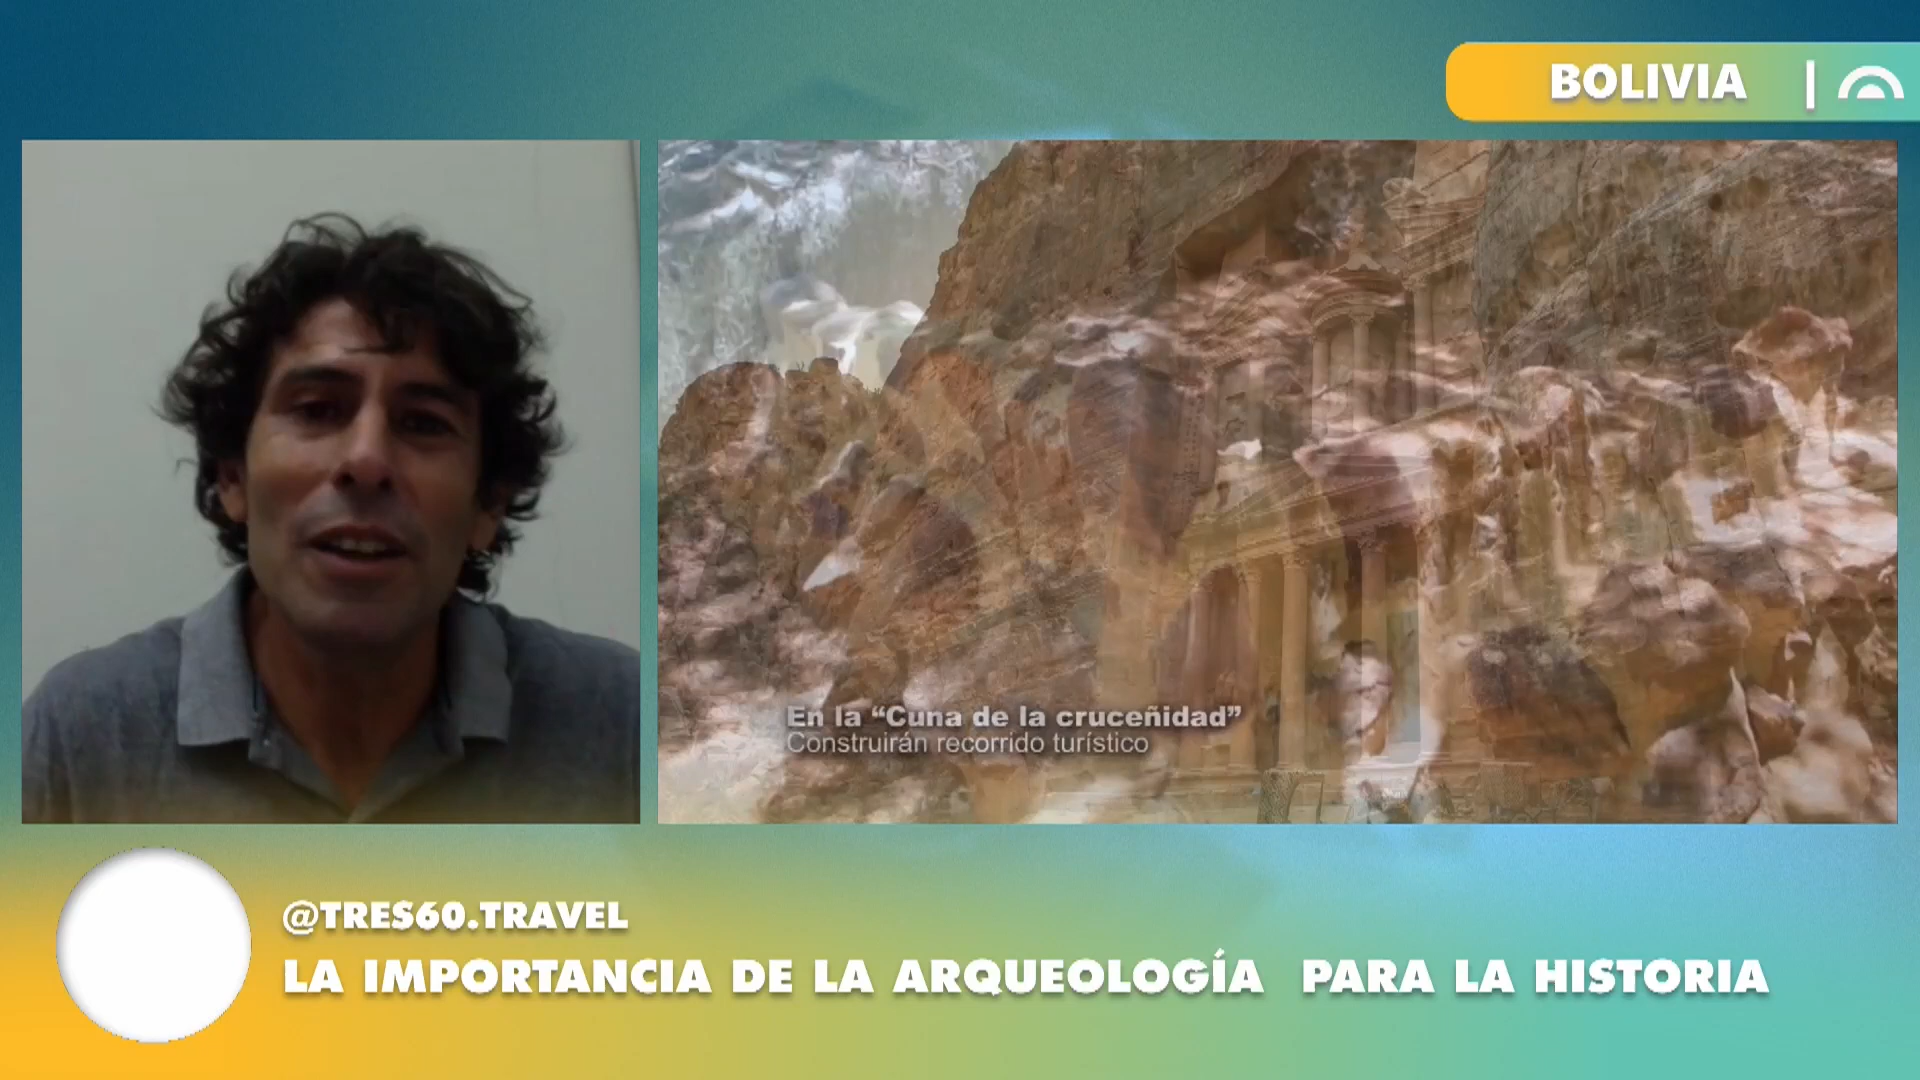 BOLIVIA
En la “Cuna de la cruceñidad”
Construirán recorrido turístico
@TRES60.TRAVEL
LA IMPORTANCIA DE LA ARQUEOLOGÍA PARA LA HISTORIA